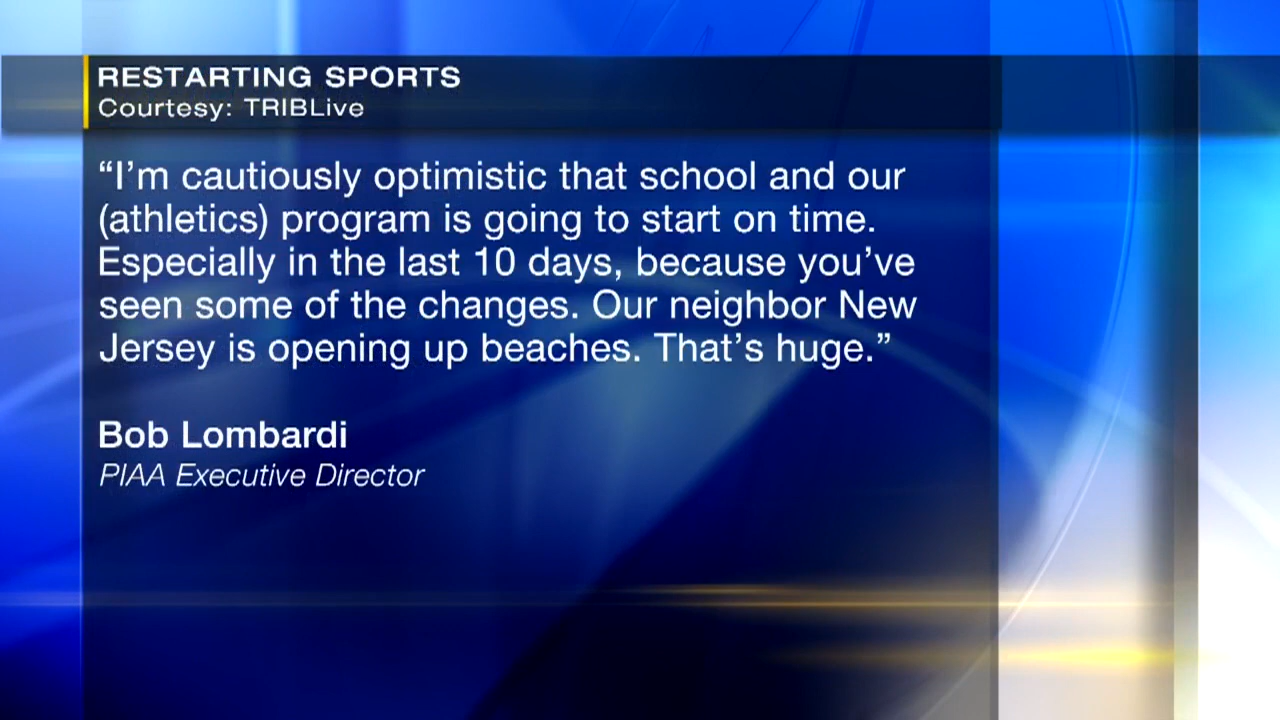 RESTARTING SPORTS
Courtesy: TRIBLive
“I’m cautiously optimistic that school and our
(athletics) program is going to start on time.
Especially in the last 10 days, because you’ve
seen some of the changes. Our neighbor New
Jersey is opening up beaches. That’s huge.”
Bob Lombardi
PIAA Executive Director